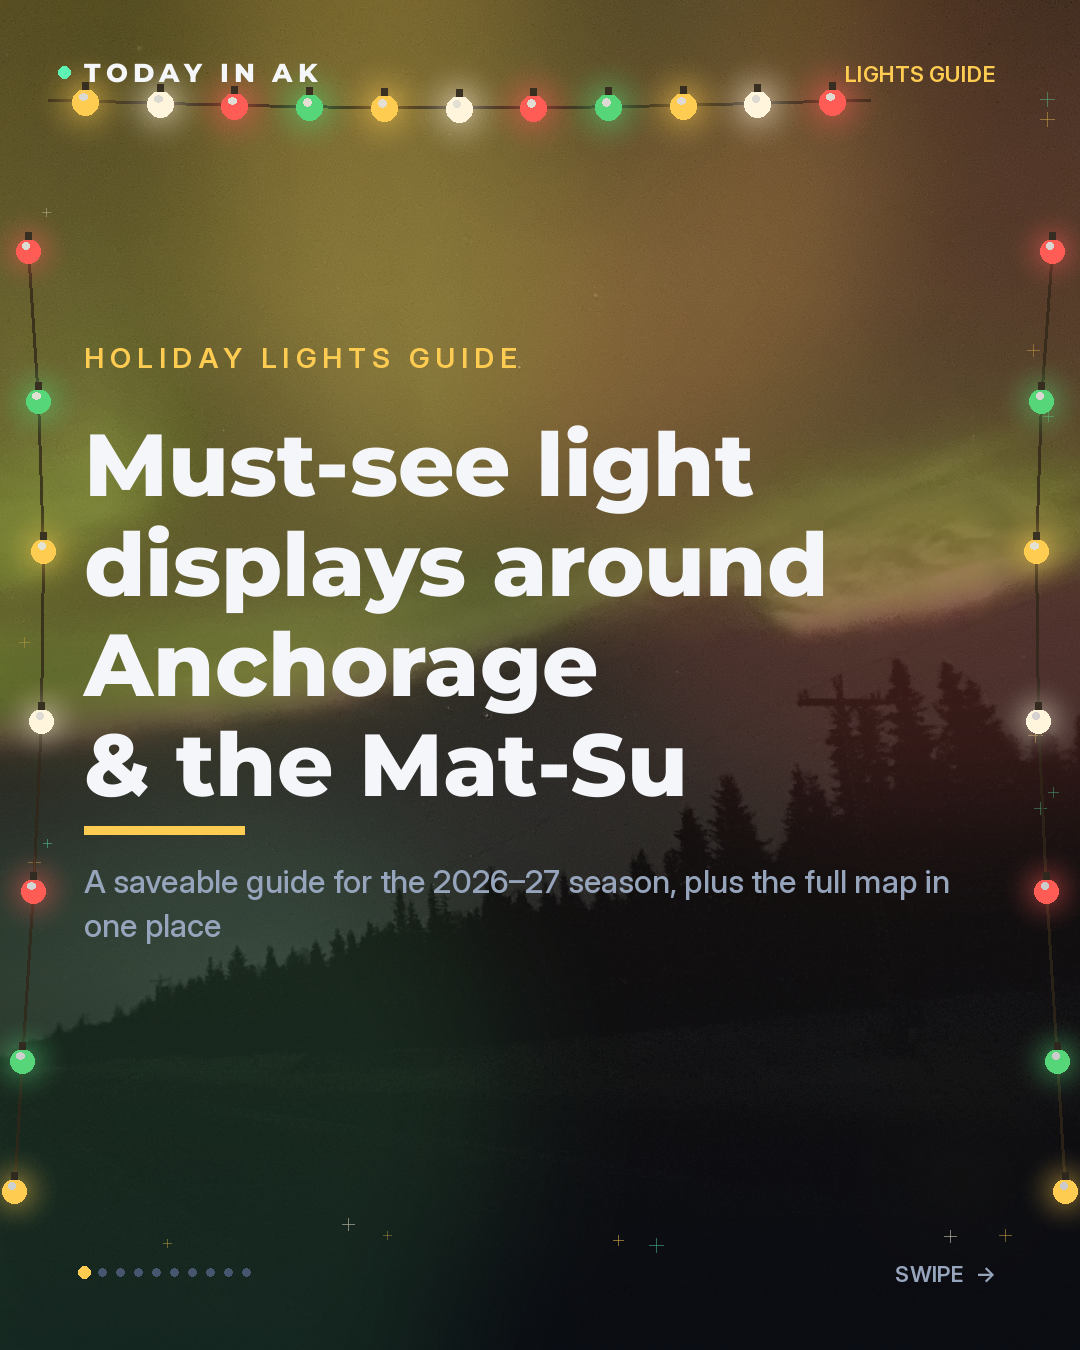 TODAY IN AK
LIGHTS GUIDE
HOLIDAY LIGHTS GUIDE
Must-see light
displays around
Anchorage
& the Mat-Su
A saveable guide for the 2026–27 season, plus the full map in
one place
SWIPE →